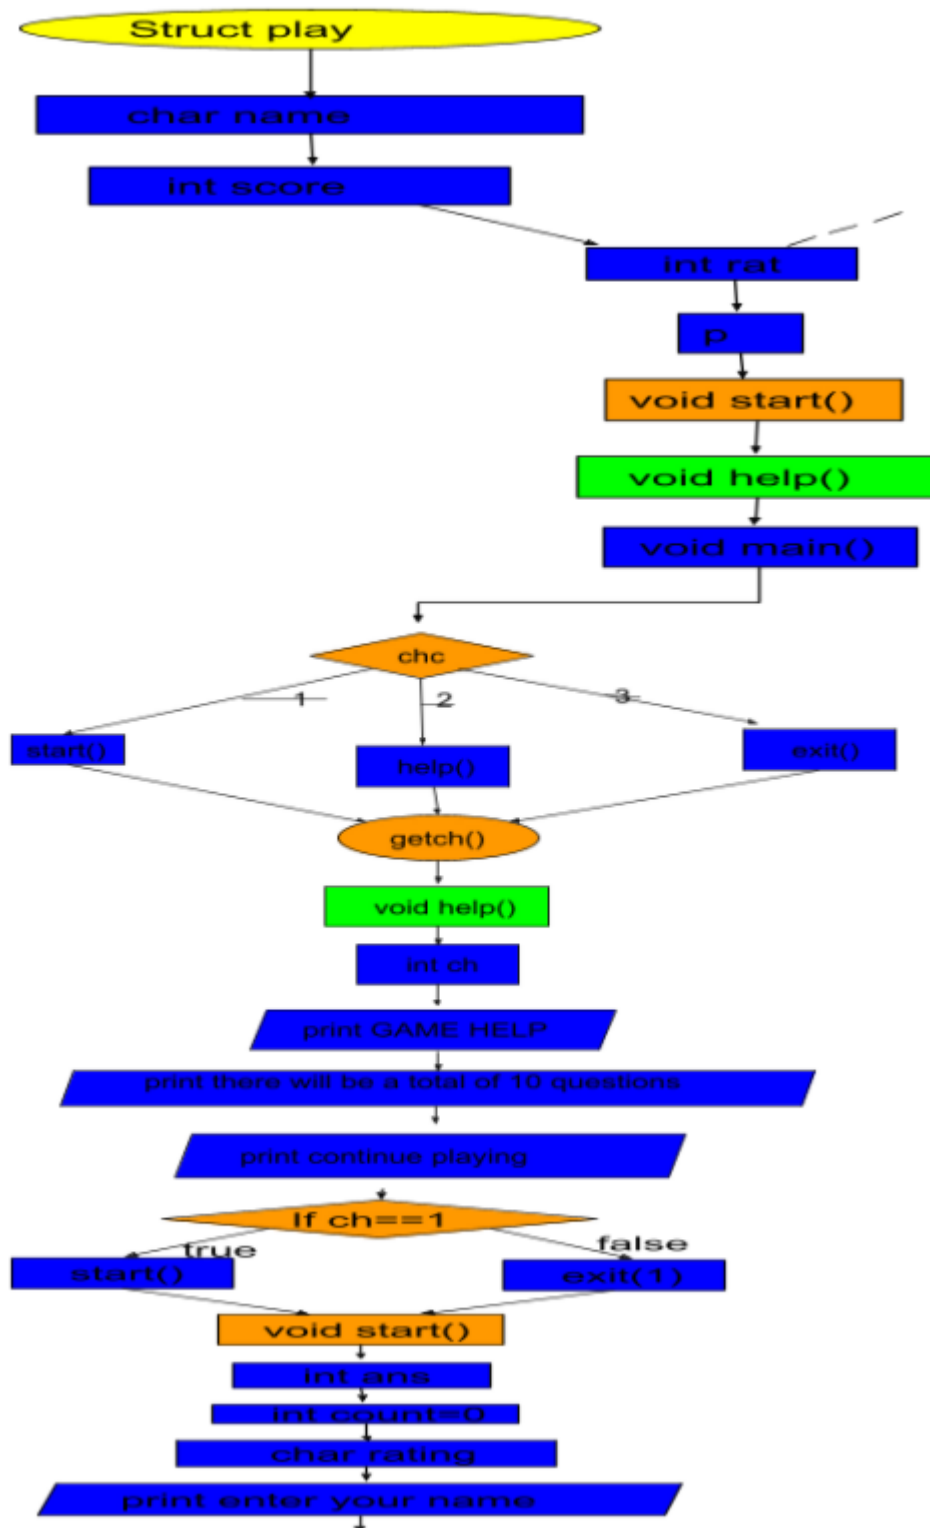 Struct play
char name
int score
int rat
p
void start()
void help()
void main()
chc
1
2
3
start()
help()
exit()
getch()
void help()
int ch
print GAME HELP
print there will be a total of 10 questions
print continue playing
If ch==1
true
false
start()
exit(1)
void start()
int ans
int count=0
char rating
print enter your name